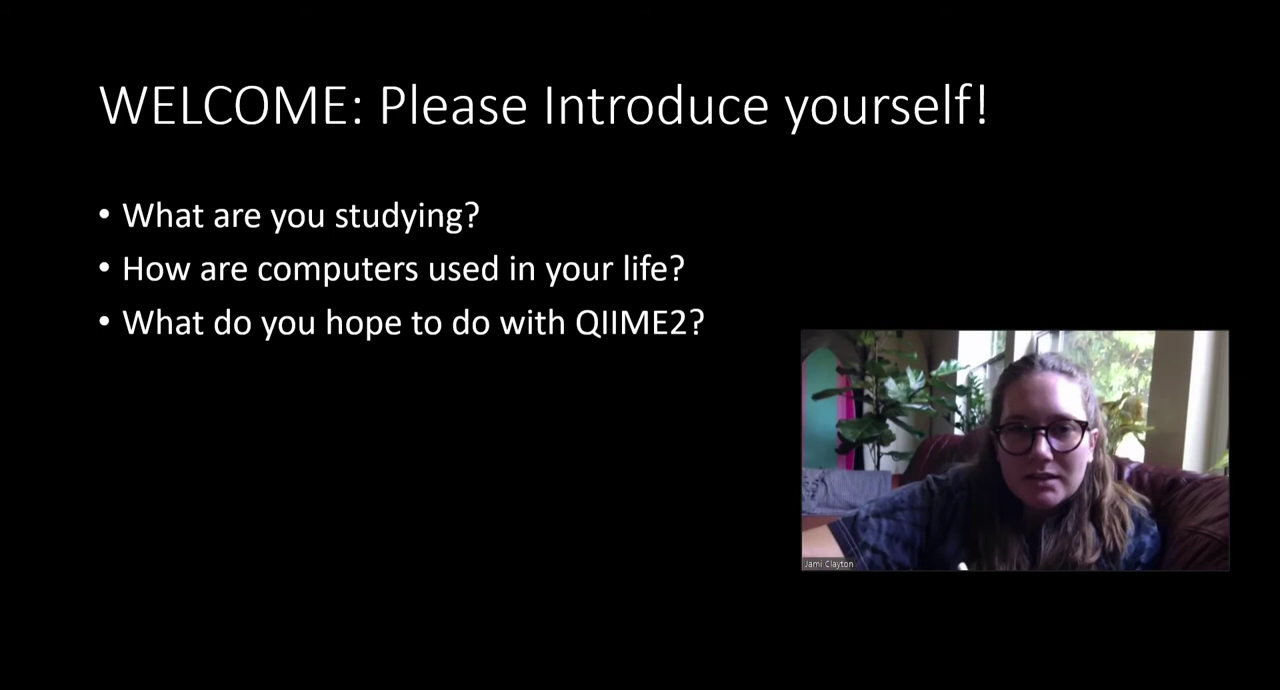 WELCOME: Please Introduce yourself!
• What are you studying?
• How are computers used in your life?
• What do you hope to do with QIIME2?
Jami Clayton